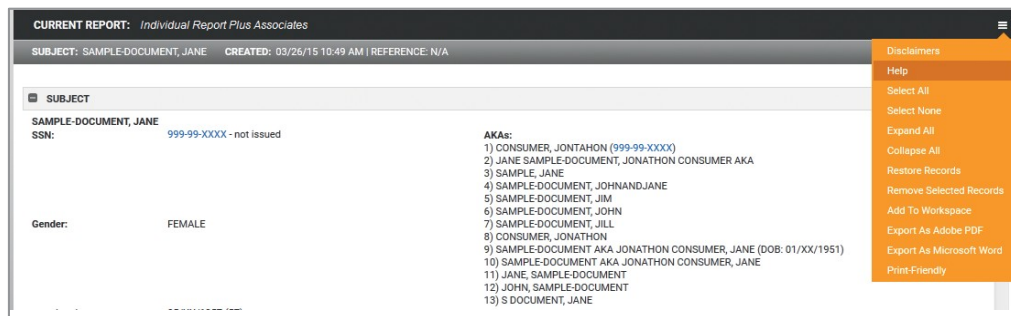 CURRENT REPORT: Individual Report Plus Associates
SUBJECT: SAMPLE-DOCUMENT, JANE CREATED: 03/26/15 10:49 AM | REFERENCE: N/A
SUBJECT
SAMPLE-DOCUMENT, JANE
SSN: 999-99-XXXX - not issued
Gender: FEMALE
AKAs:
1) CONSUMER, JONTAHON (999-99-XXXX)
2) JANE SAMPLE-DOCUMENT, JONATHON CONSUMER AKA
3) SAMPLE, JANE
4) SAMPLE-DOCUMENT, JOHNANDJANE
5) SAMPLE-DOCUMENT, JIM
6) SAMPLE-DOCUMENT, JOHN
7) SAMPLE-DOCUMENT, JILL
8) CONSUMER, JONATHON
9) SAMPLE-DOCUMENT AKA JONATHON CONSUMER, JANE (DOB: 01/XX/1951)
10) SAMPLE-DOCUMENT AKA JONATHON CONSUMER, JANE
11) JANE, SAMPLE-DOCUMENT
12) JOHN, SAMPLE-DOCUMENT
13) S DOCUMENT, JANE
Disclaimers
Help
Select All
Select None
Expand All
Collapse All
Restore Records
Remove Selected Records
Add To Workspace
Export As Adobe PDF
Export As Microsoft Word
Print-Friendly